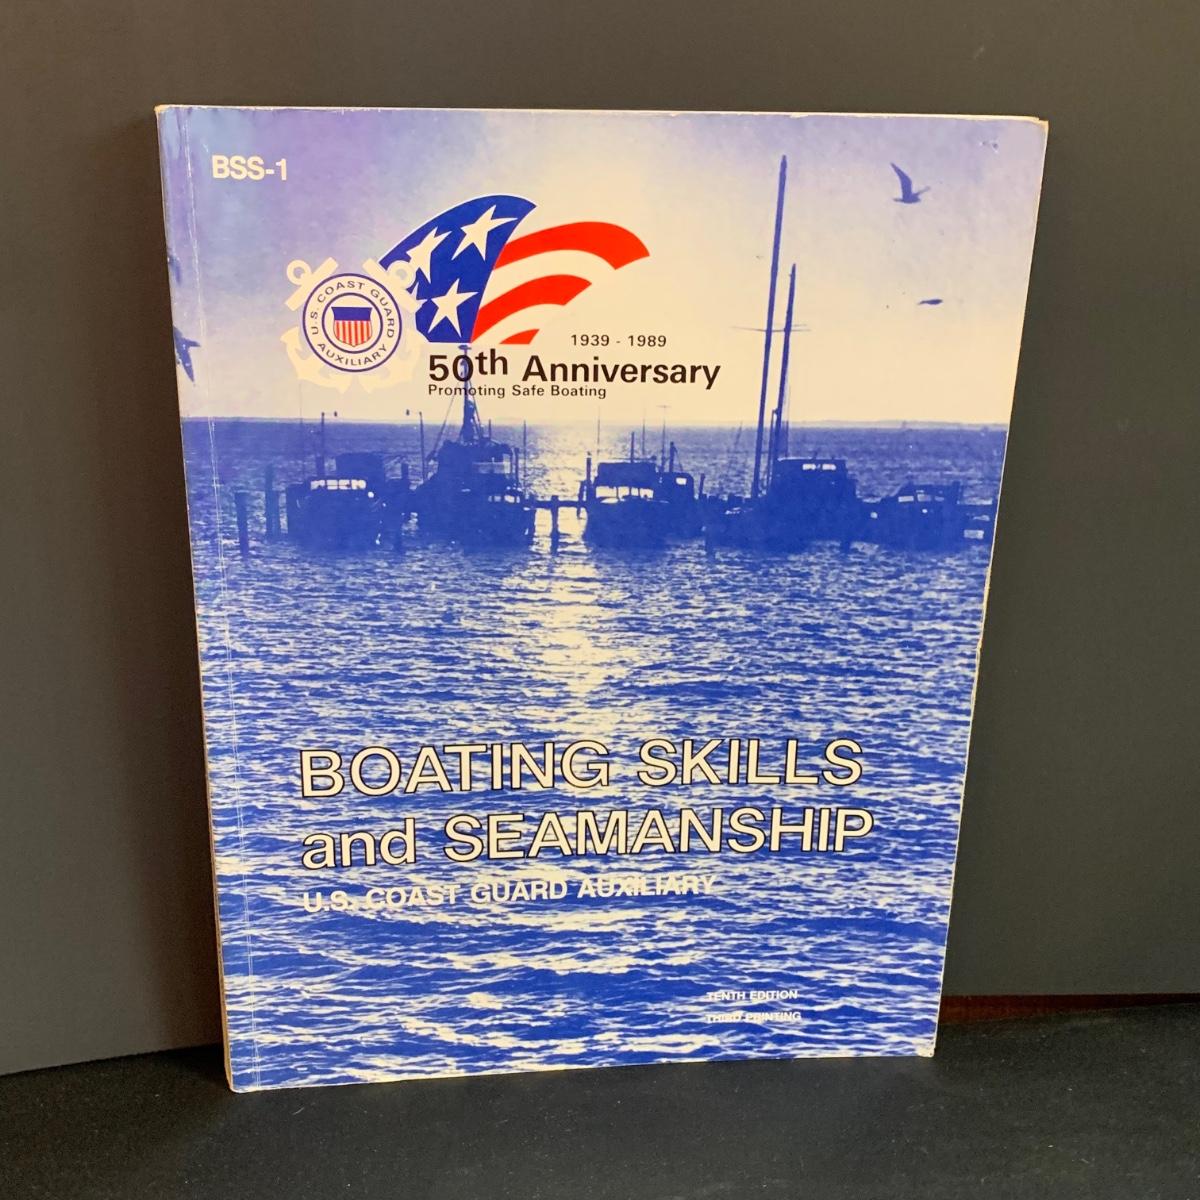 BSS-1
U.S. COAST GUARD
AUXILIARY
1939 - 1989
50th Anniversary
Promoting Safe Boating
BOATING SKILLS
and SEAMANSHIP
U.S. COAST GUARD AUXILIARY
TENTH EDITION
THIRD PRINTING